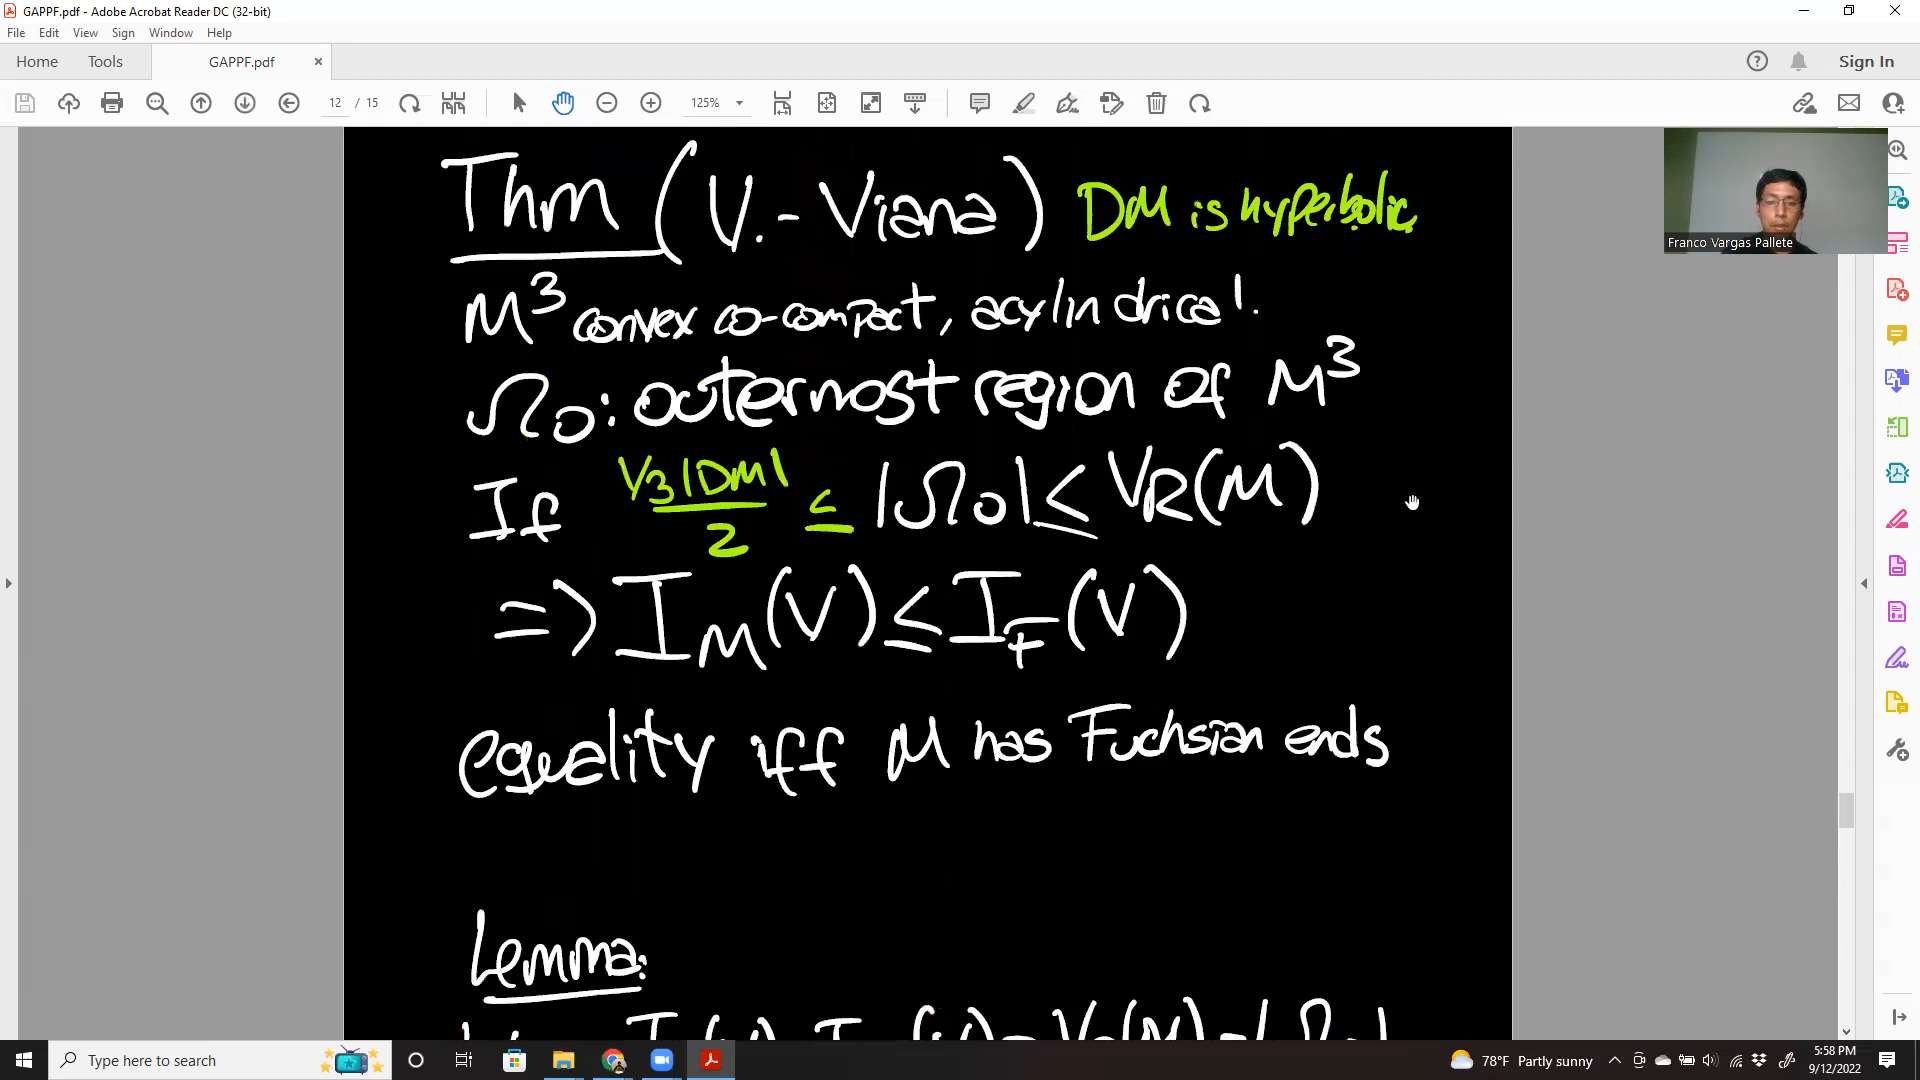 GAPPF.pdf - Adobe Acrobat Reader DC (32-bit)
File Edit View Sign Window Help
Home Tools GAPPF.pdf × Sign In
12 / 15 125%
Thm (V.- Viana) DM is hyperbolic
M³ convex co-compact, acylindrical.
Ω₀: outermost region of M³
If V₃|DM|/2 ≤ |Ω₀| ≤ V_R(M)
=> I_M(V) ≤ I_F(V)
equality iff M has Fuchsian ends
Lemma:
Franco Vargas Pallete
Type here to search
78°F Partly sunny
5:58 PM
9/12/2022